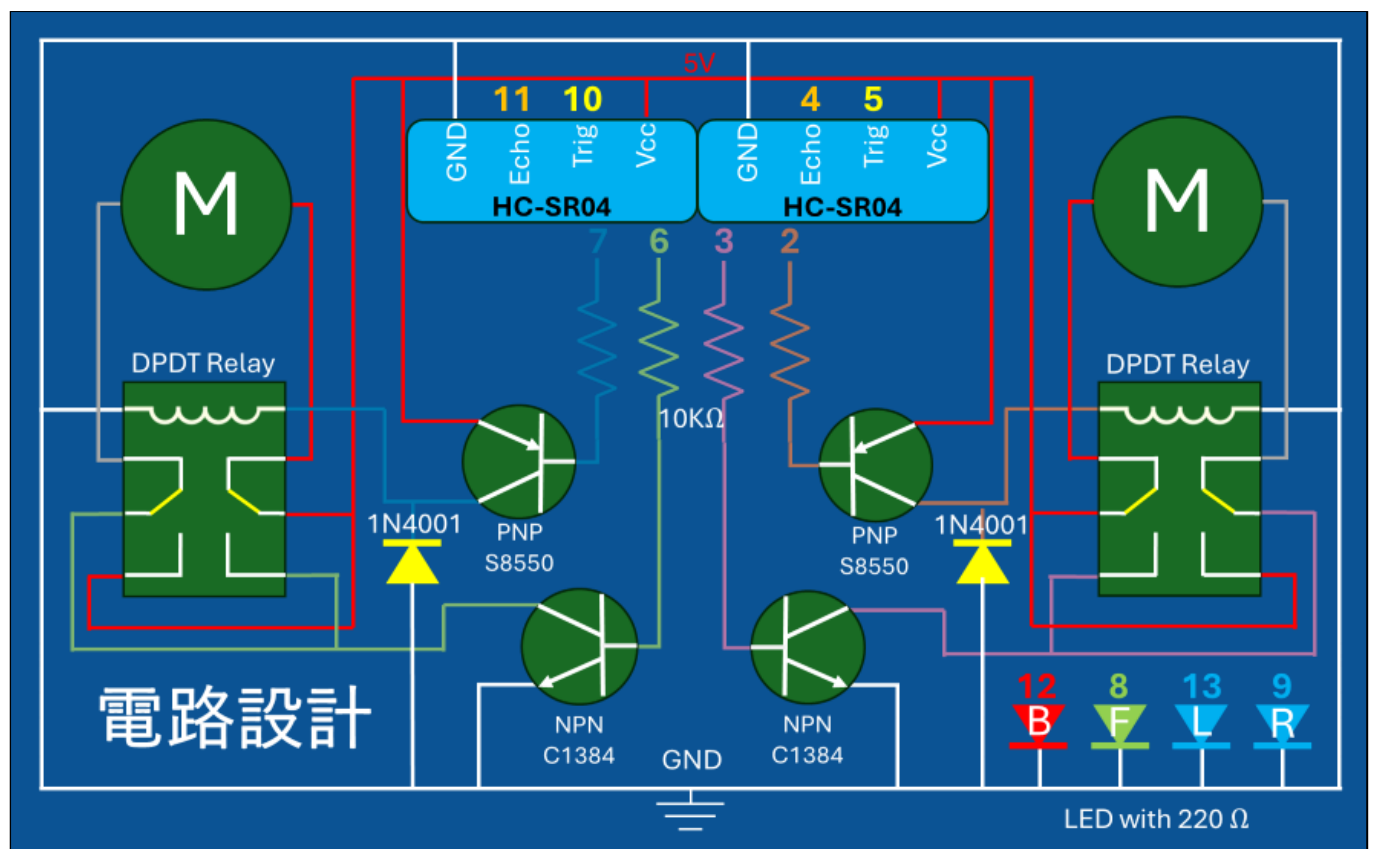 5V
11 10 4 5
GND Echo Trig Vcc GND Echo Trig Vcc
HC-SR04 HC-SR04
M M
7 6 3 2
DPDT Relay DPDT Relay
10KΩ
1N4001 1N4001
PNP
S8550
PNP
S8550
電路設計
NPN
C1384
NPN
C1384
GND
12 8 13 9
B F L R
LED with 220 Ω